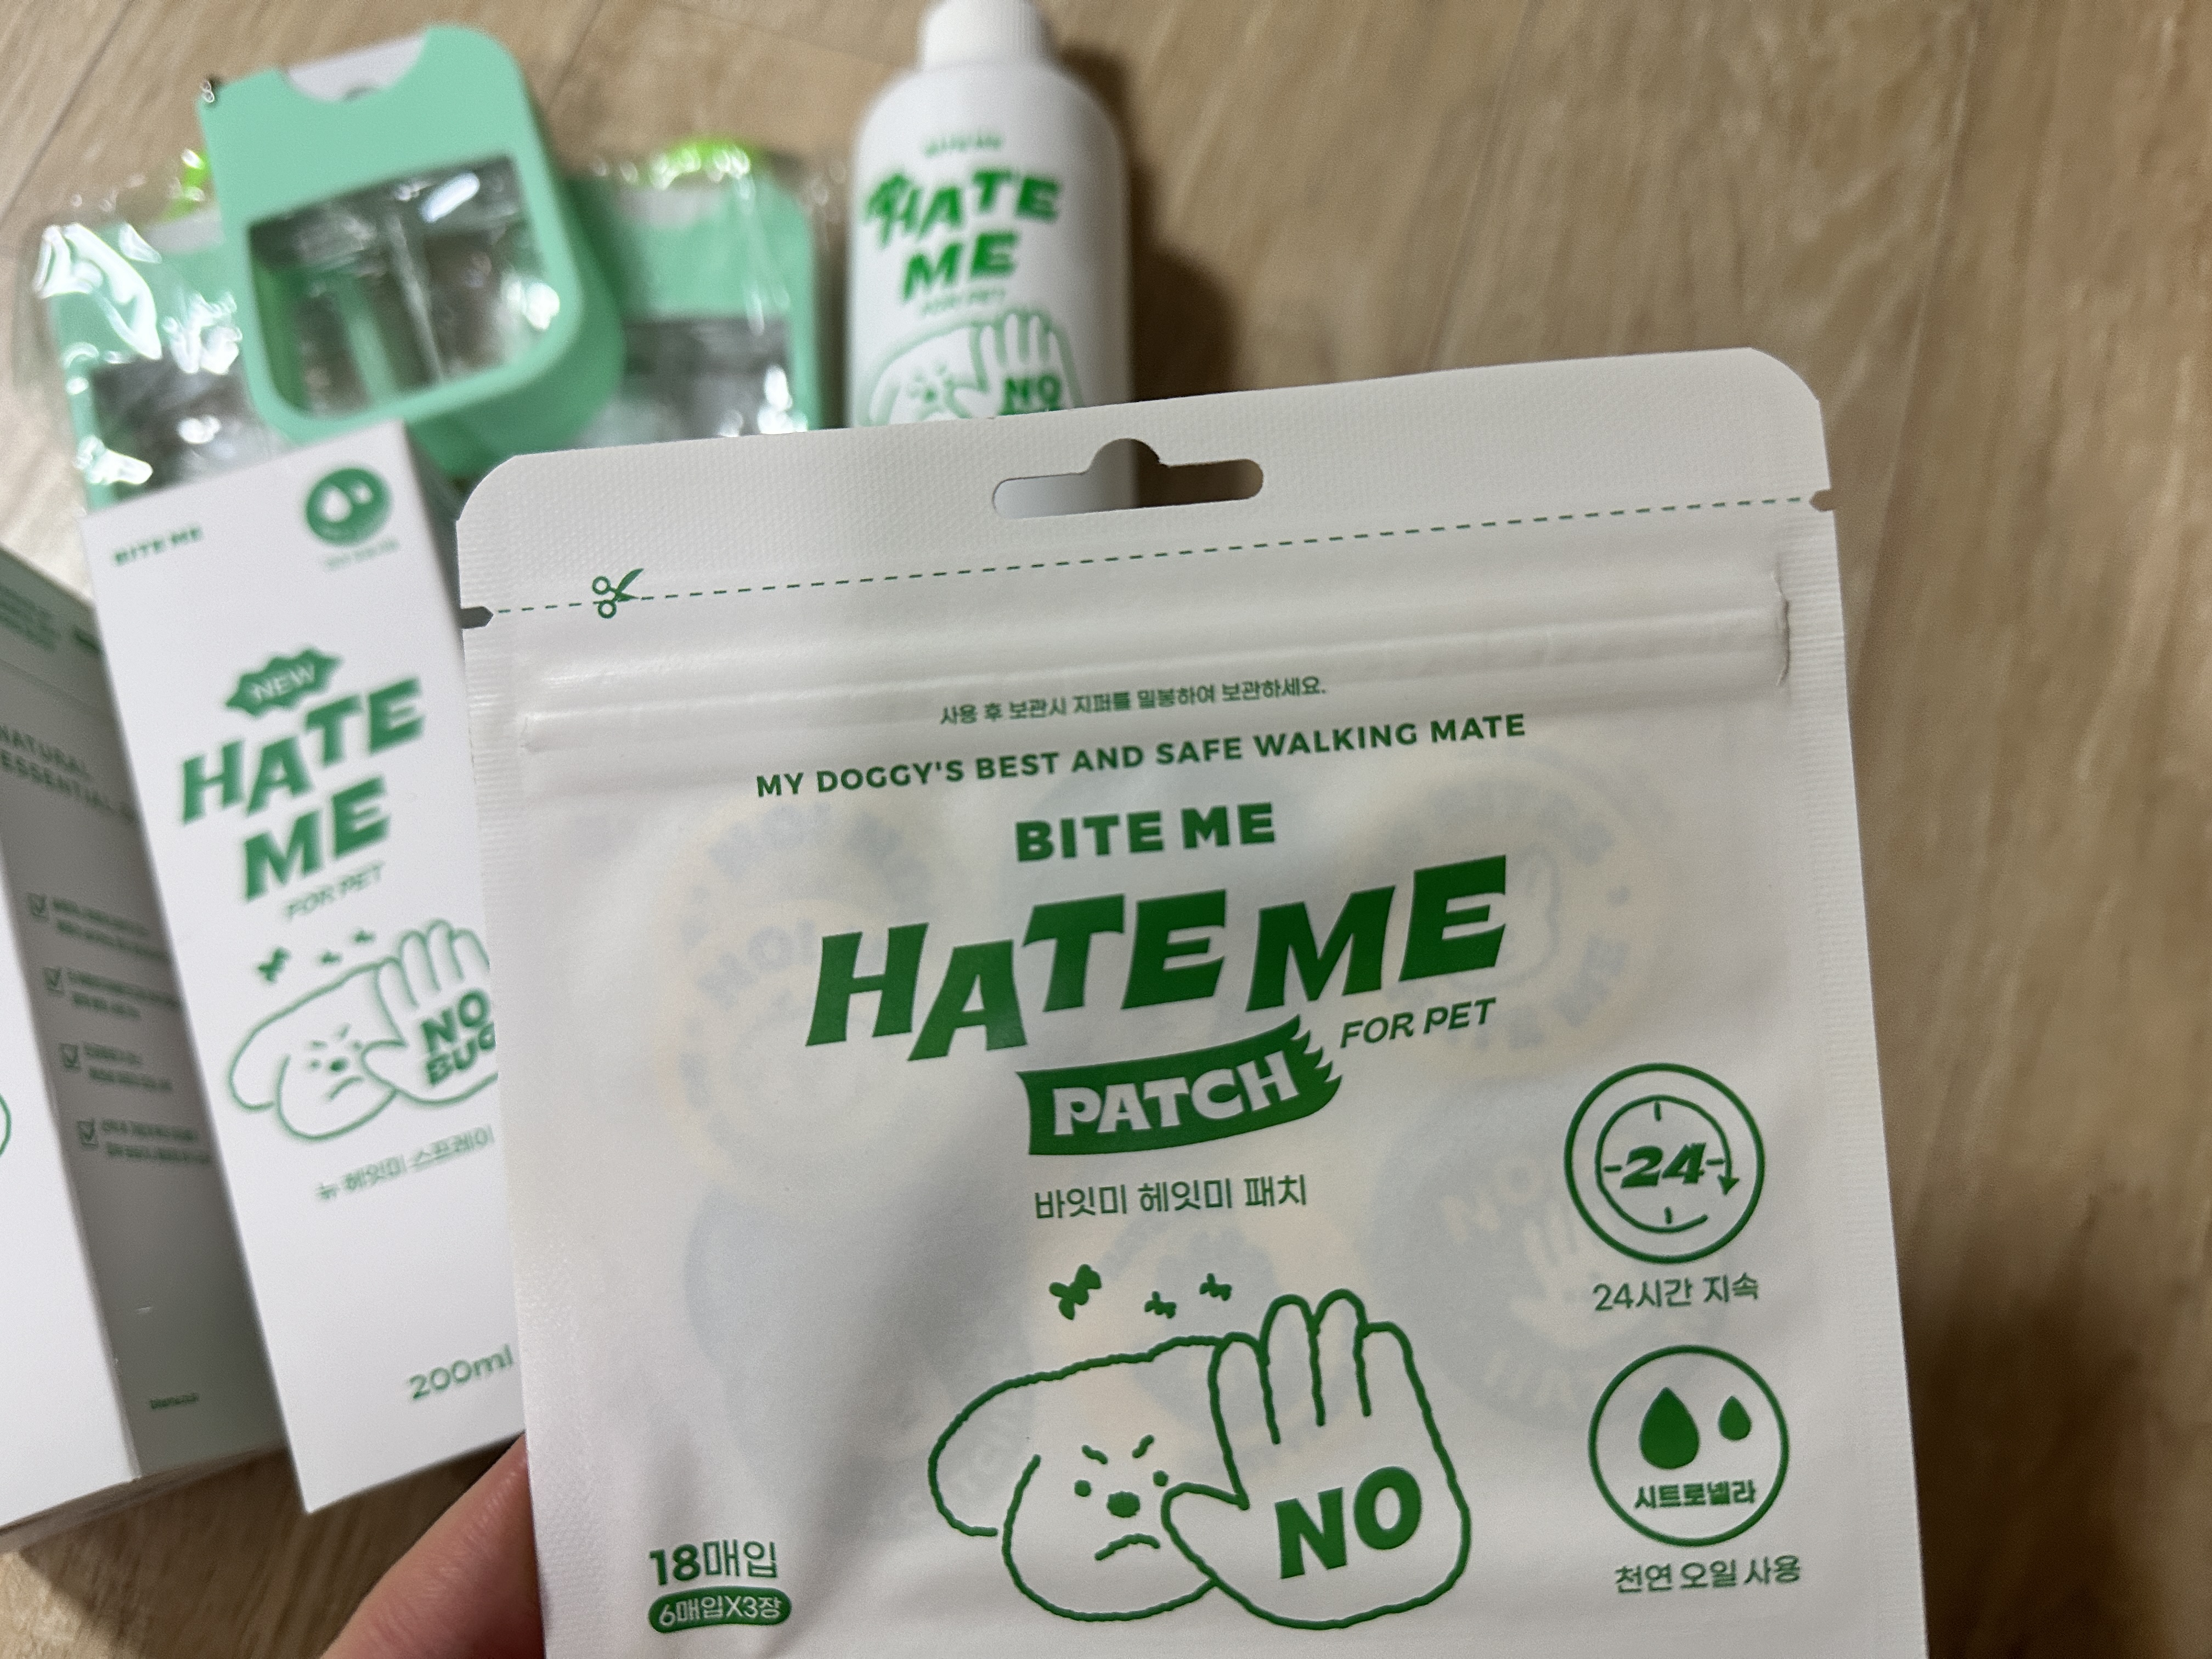 HATE
ME
FOR PET
NO
BITE ME
NEW
HATE
ME
FOR PET
NO
BUG
뉴 헤잇미 스프레이
200ml
NATURAL
ESSENTIAL
사용 후 보관시 지퍼를 밀봉하여 보관하세요.
MY DOGGY'S BEST AND SAFE WALKING MATE
BITE ME
HATE ME
FOR PET
PATCH
바잇미 헤잇미 패치
24
24시간 지속
시트로넬라
천연 오일 사용
NO
18매입
6매입X3장